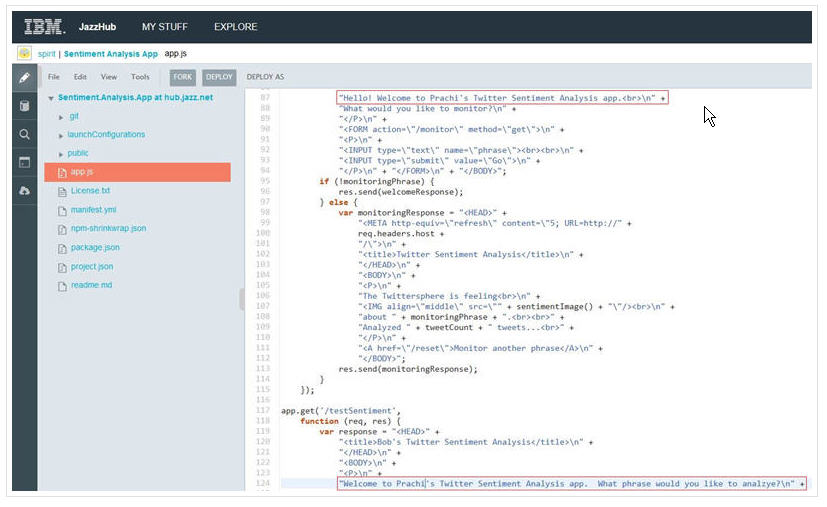 IBM. JazzHub MY STUFF EXPLORE
spirit | Sentiment Analysis App app.js
File Edit View Tools FORK DEPLOY DEPLOY AS
Sentiment.Analysis.App at hub.jazz.net
git
launchConfigurations
public
app.js
License.txt
manifest.yml
npm-shrinkwrap.json
package.json
project.json
readme.md
87 "Hello! Welcome to Prachi's Twitter Sentiment Analysis app.<br>\n" +
88 "What would you like to monitor?\n" +
89 "</P>\n" +
90 "<FORM action=\"/monitor\" method=\"get\">\n" +
91 "<P>\n" +
92 "<INPUT type=\"text\" name=\"phrase\"><br><br>\n" +
93 "<INPUT type=\"submit\" value=\"Go\">\n" +
94 "</P>\n" + "</FORM>\n" + "</BODY>";
95 if (!monitoringPhrase) {
96 res.send(welcomeResponse);
97 } else {
98 var monitoringResponse = "<HEAD>" +
99 "<META http-equiv=\"refresh\" content=\"5; URL=http://" +
100 req.headers.host +
101 "/\">\n" +
102 "<title>Twitter Sentiment Analysis</title>\n" +
103 "</HEAD>\n" +
104 "<BODY>\n" +
105 "<P>\n" +
106 "The Twittersphere is feeling<br>\n" +
107 "<IMG align=\"middle\" src=\"" + sentimentImage() + "\"/><br>\n" +
108 "about " + monitoringPhrase + ".<br><br>" +
109 "Analyzed " + tweetCount + " tweets...<br>" +
110 "</P>\n" +
111 "<A href=\"/reset\">Monitor another phrase</A>\n" +
112 "</BODY>";
113 res.send(monitoringResponse);
114 }
115 });
116
117 app.get('/testSentiment',
118 function (req, res) {
119 var response = "<HEAD>" +
120 "<title>Bob's Twitter Sentiment Analysis</title>\n" +
121 "</HEAD>\n" +
122 "<BODY>\n" +
123 "<P>\n" +
124 "Welcome to Prachi's Twitter Sentiment Analysis app.  What phrase would you like to analzye?\n" +